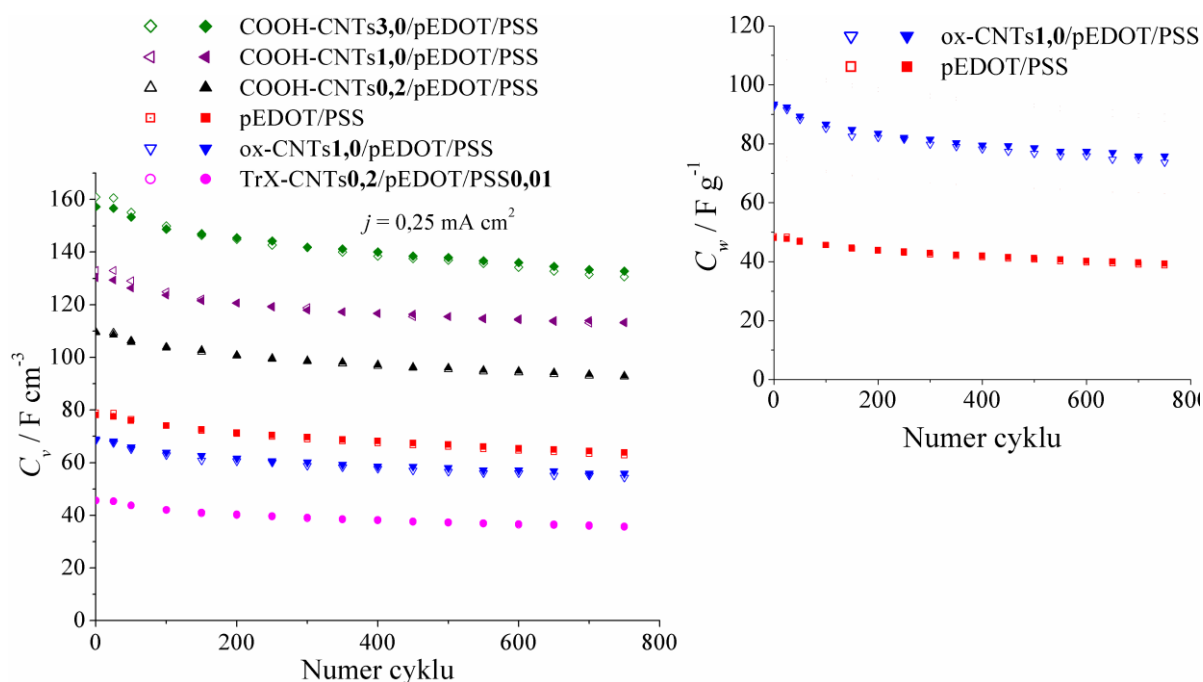 COOH-CNTs3,0/pEDOT/PSS
COOH-CNTs1,0/pEDOT/PSS
COOH-CNTs0,2/pEDOT/PSS
pEDOT/PSS
ox-CNTs1,0/pEDOT/PSS
TrX-CNTs0,2/pEDOT/PSS0,01
j = 0,25 mA cm²
160
140
120
100
80
60
40
20
0
C_v / F cm⁻³
0
200
400
600
800
Numer cyklu
ox-CNTs1,0/pEDOT/PSS
pEDOT/PSS
120
100
80
60
40
20
0
C_w / F g⁻¹
0
200
400
600
800
Numer cyklu